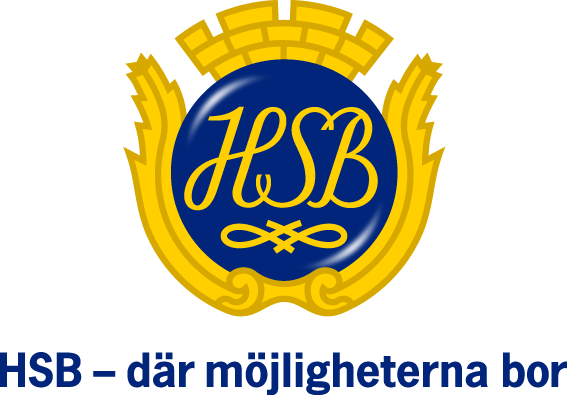 HSB
HSB – där möjligheterna bor